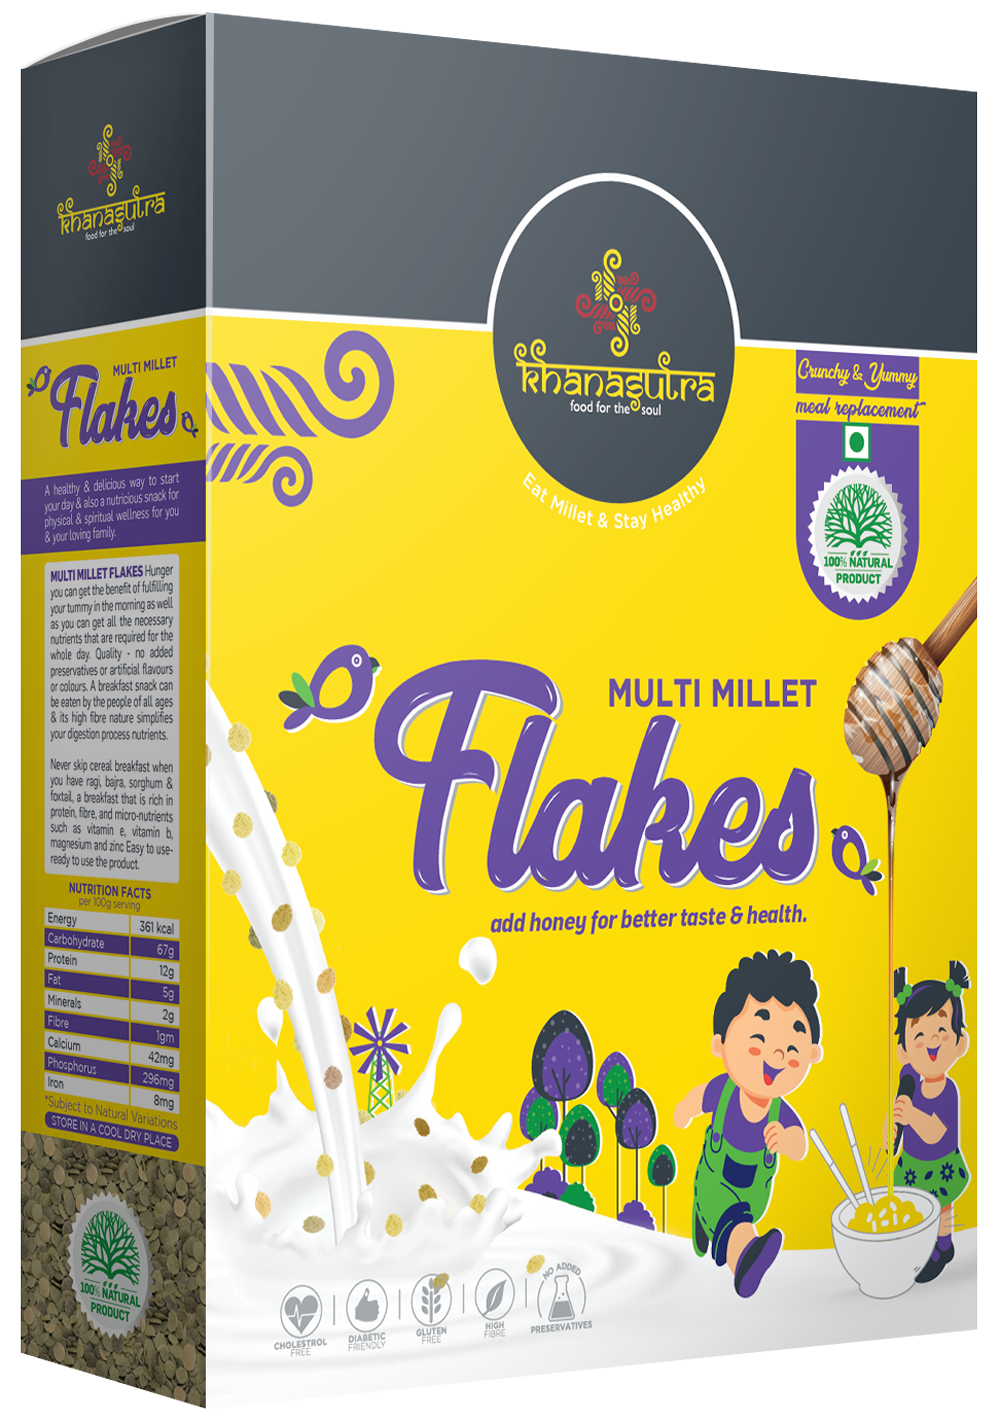 khanasutra
food for the soul
MULTI MILLET
Flakes
A healthy & delicious way to start
your day & also a nutricious snack for
physical & spiritual wellness for you
& your loving family.
MULTI MILLET FLAKES Hunger
you can get the benefit of fulfilling
your tummy in the morning as well
as you can get all the necessary
nutrients that are required for the
whole day. Quality - no added
preservatives or artificial flavours
or colours. A breakfast snack can
be eaten by the people of all ages
& its high fibre nature simplifies
your digestion process nutrients.
Never skip cereal breakfast when
you have ragi, bajra, sorghum &
foxtail, a breakfast that is rich in
protein, fibre, and micro-nutrients
such as vitamin e, vitamin b,
magnesium and zinc Easy to use-
ready to use the product.
NUTRITION FACTS
per 100g serving
Energy 361 kcal
Carbohydrate 67g
Protein 12g
Fat 5g
Minerals 2g
Fibre 1gm
Calcium 42mg
Phosphorus 296mg
Iron 8mg
*Subject to Natural Variations
STORE IN A COOL DRY PLACE
100% NATURAL
PRODUCT
khanasutra
food for the soul
Eat Millet & Stay Healthy
Crunchy & Yummy
meal replacement
100% NATURAL
PRODUCT
MULTI MILLET
Flakes
add honey for better taste & health.
CHOLESTROL
FREE
DIABETIC
FRIENDLY
GLUTEN
FREE
HIGH
FIBRE
NO ADDED
PRESERVATIVES